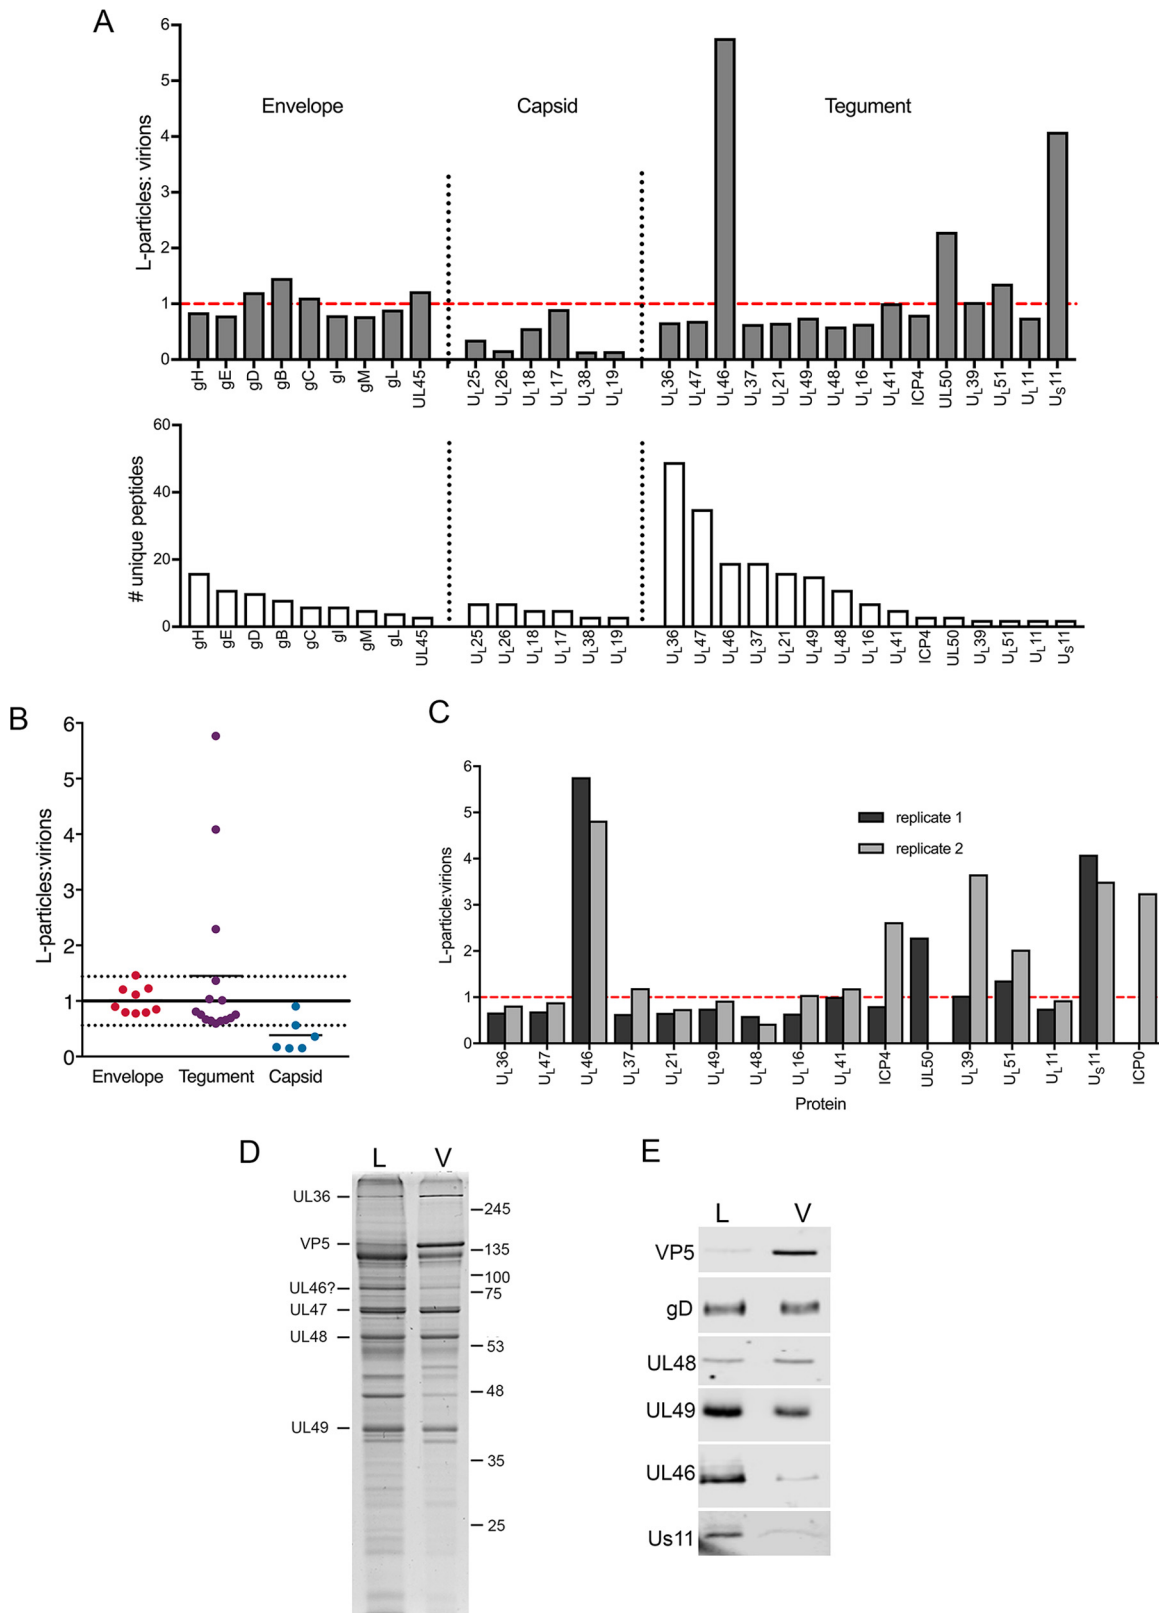 A
6
5
4
3
2
1
0
L-particles: virions
Envelope
Capsid
Tegument
gH
gE
gD
gB
gC
gI
gM
gL
UL45
UL25
UL26
UL18
UL17
UL38
UL19
UL36
UL47
UL46
UL37
UL21
UL49
UL48
UL16
UL41
ICP4
UL50
UL39
UL51
UL11
US11
60
40
20
0
# unique peptides
gH
gE
gD
gB
gC
gI
gM
gL
UL45
UL25
UL26
UL18
UL17
UL38
UL19
UL36
UL47
UL46
UL37
UL21
UL49
UL48
UL16
UL41
ICP4
UL50
UL39
UL51
UL11
US11
B
6
5
4
3
2
1
0
L-particles:virions
Envelope
Tegument
Capsid
C
6
5
4
3
2
1
0
L-particle:virions
replicate 1
replicate 2
UL36
UL47
UL46
UL37
UL21
UL49
UL48
UL16
UL41
ICP4
UL50
UL39
UL51
UL11
US11
ICP0
Protein
D
L V
UL36
VP5
UL46?
UL47
UL48
UL49
245
135
100
75
53
48
35
25
E
L V
VP5
gD
UL48
UL49
UL46
Us11